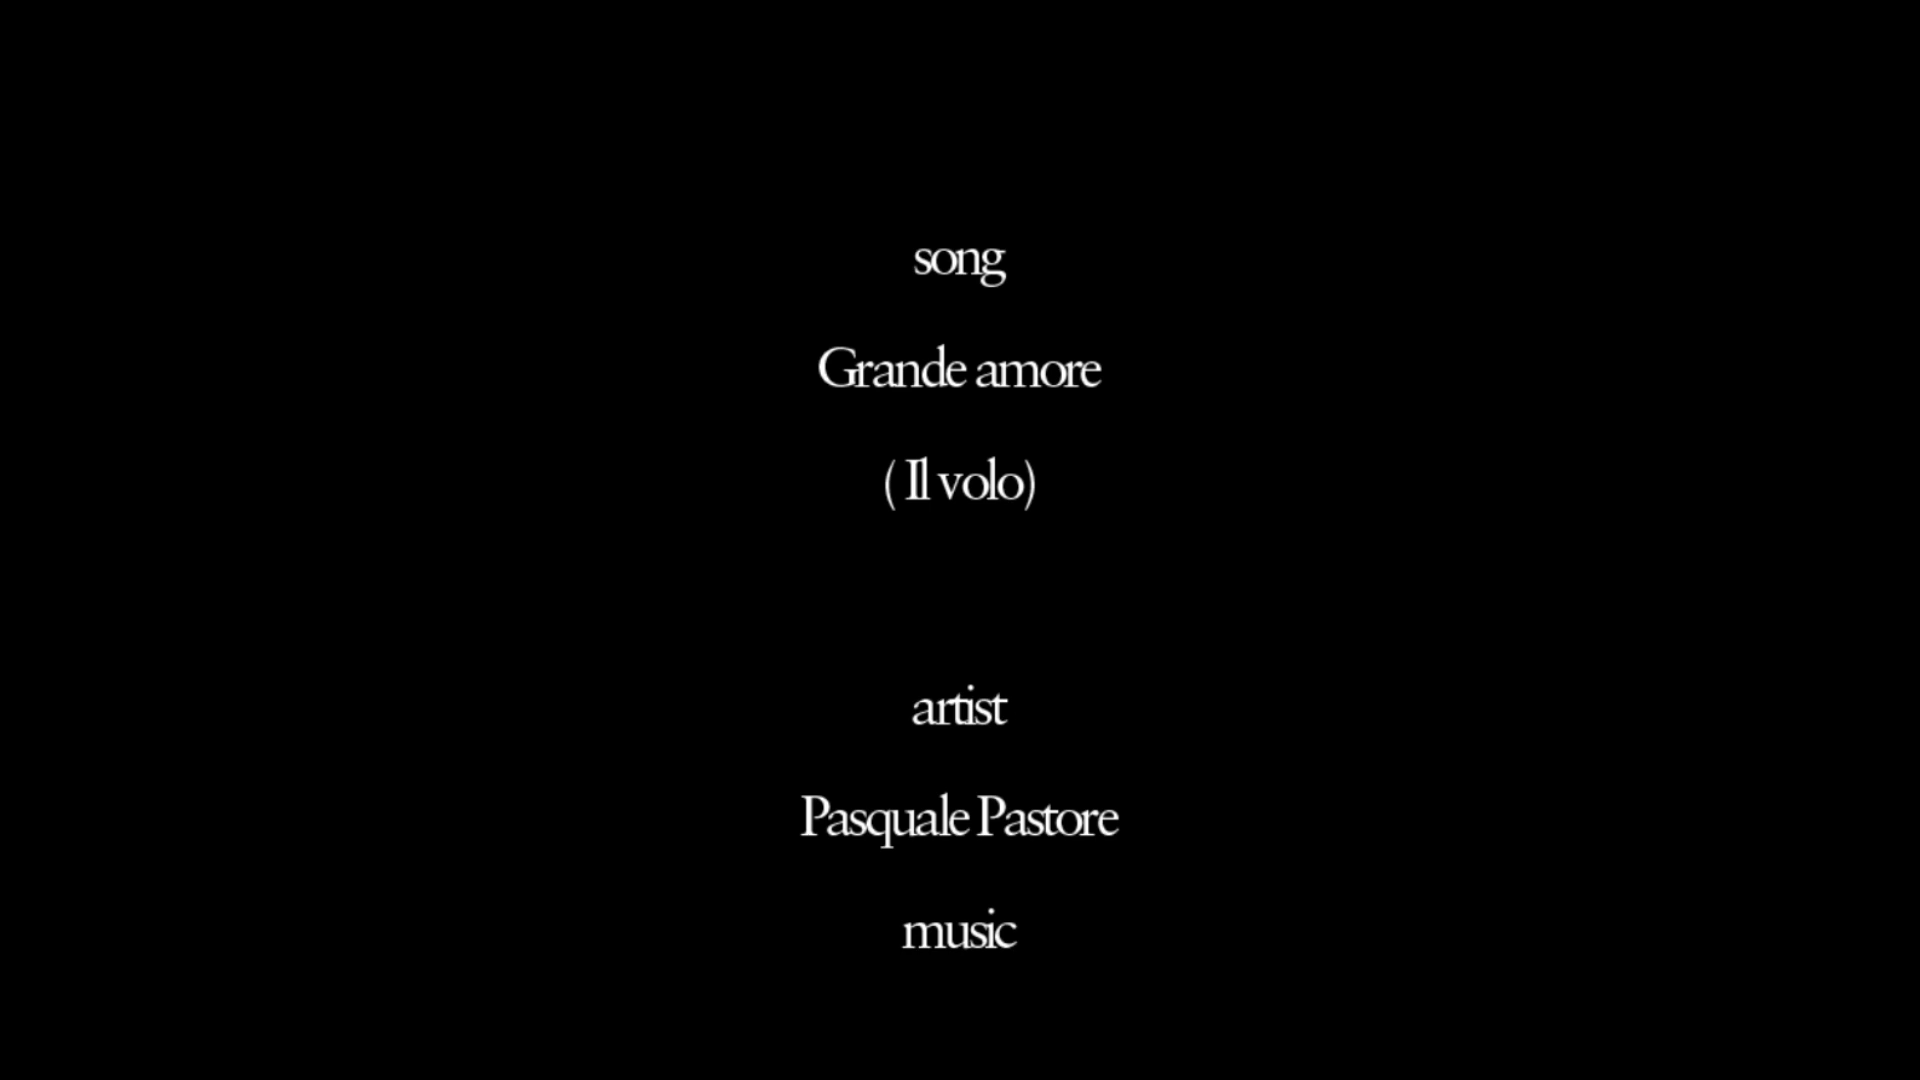 song
Grande amore
( Il volo)
artist
Pasquale Pastore
music